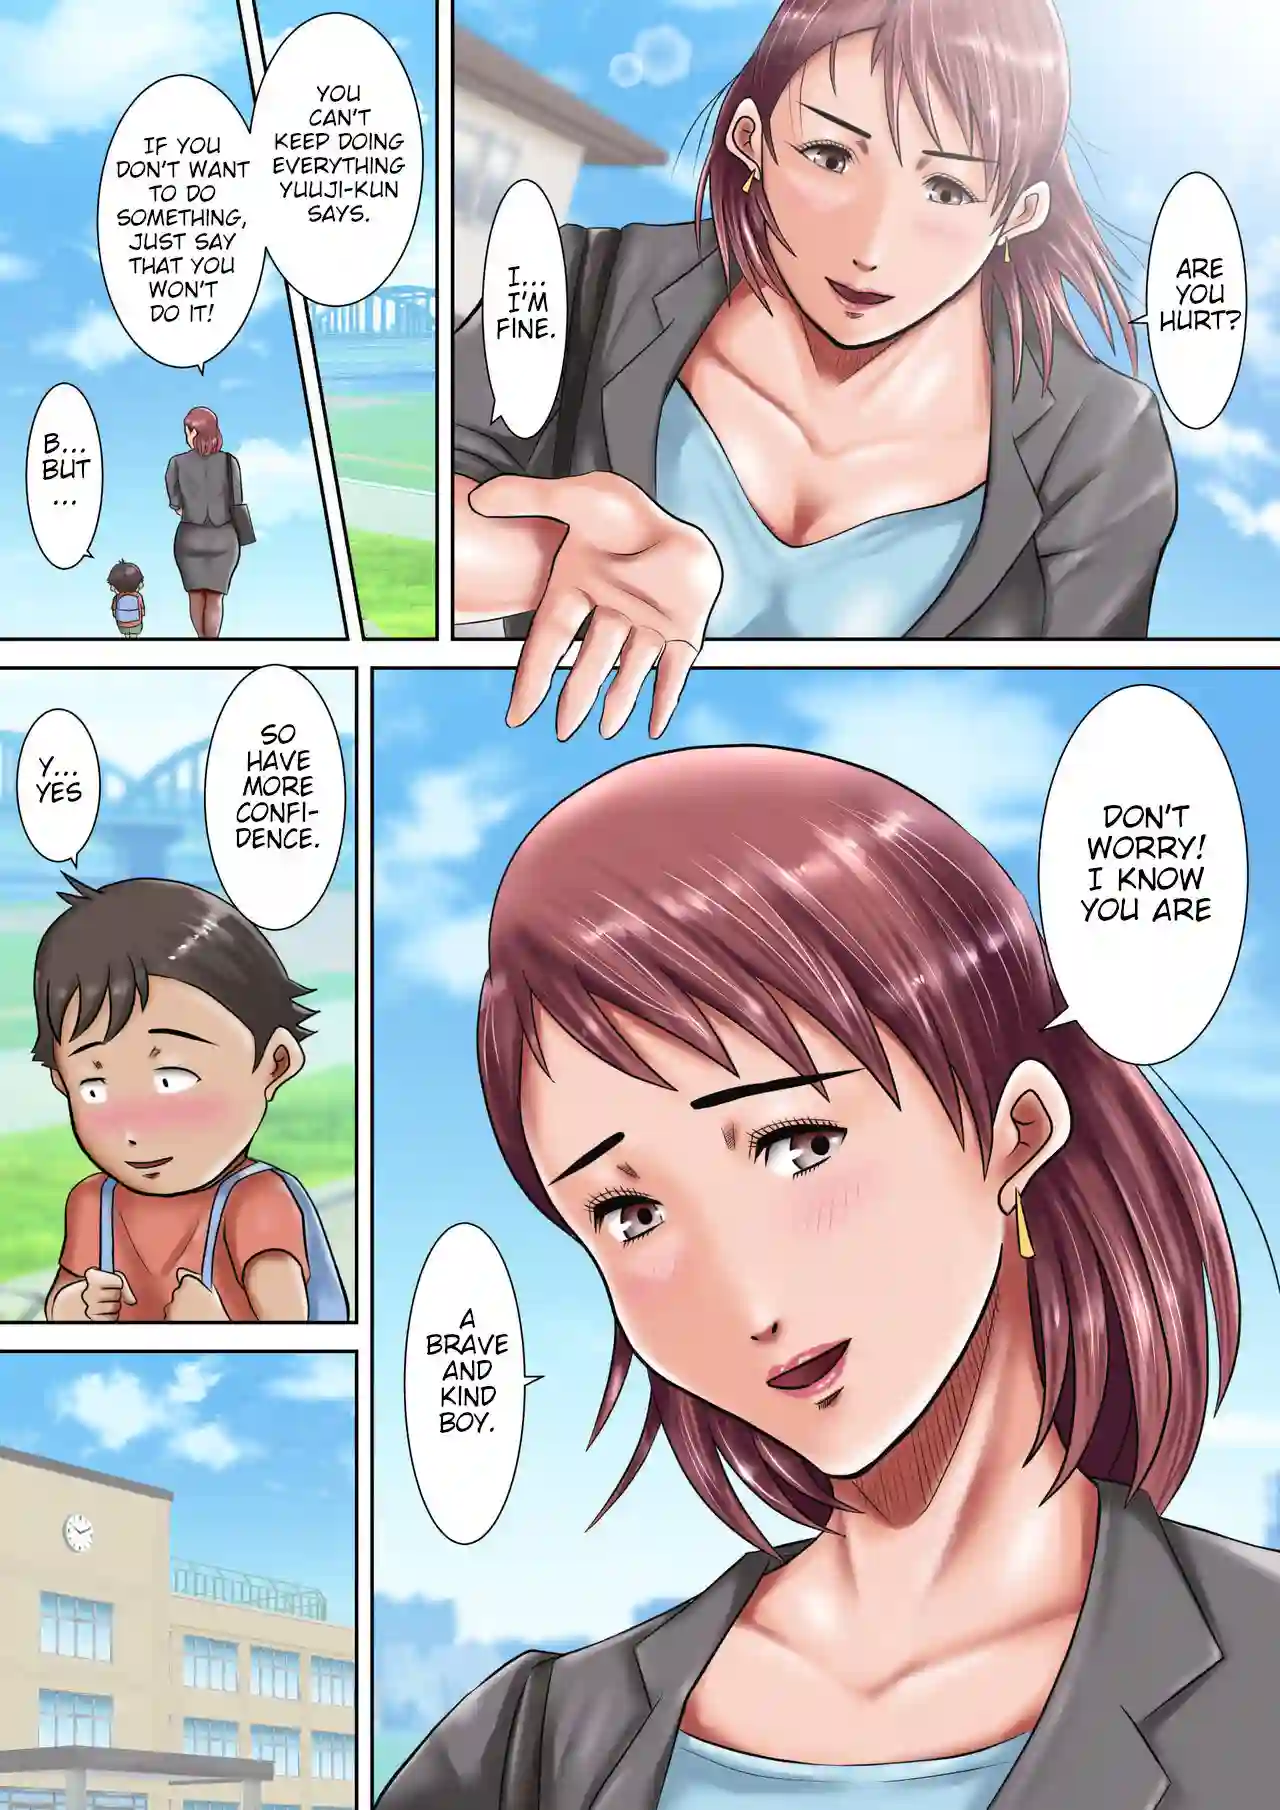 ARE
YOU
HURT?
I...
I'M
FINE.
YOU
CAN'T
KEEP DOING
EVERYTHING
YUUJI-KUN
SAYS.
IF YOU
DON'T WANT
TO DO
SOMETHING,
JUST SAY
THAT YOU
WON'T
DO IT!
B...
BUT
...
DON'T
WORRY!
I KNOW
YOU ARE
A
BRAVE
AND
KIND
BOY.
SO
HAVE
MORE
CONFI-
DENCE.
Y...
YES